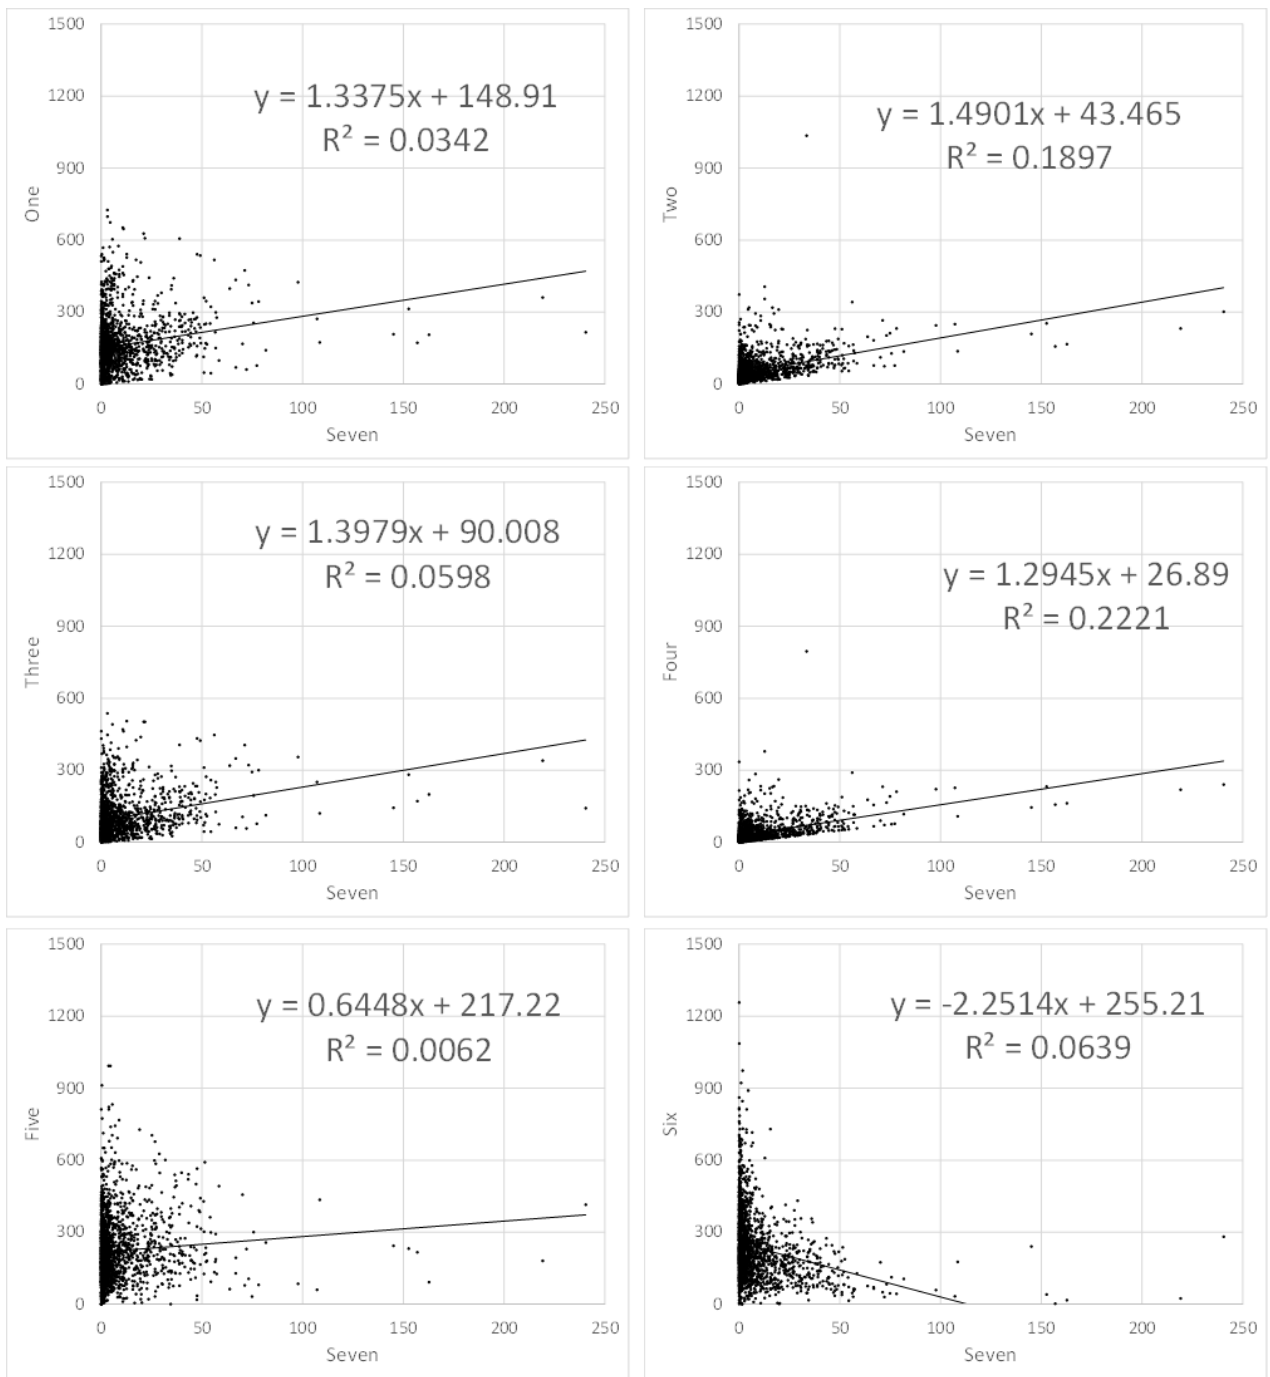 1500
1200
900
600
300
0
One
y = 1.3375x + 148.91
R² = 0.0342
0 50 100 150 200 250
Seven
1500
1200
900
600
300
0
Two
y = 1.4901x + 43.465
R² = 0.1897
0 50 100 150 200 250
Seven
1500
1200
900
600
300
0
Three
y = 1.3979x + 90.008
R² = 0.0598
0 50 100 150 200 250
Seven
1500
1200
900
600
300
0
Four
y = 1.2945x + 26.89
R² = 0.2221
0 50 100 150 200 250
Seven
1500
1200
900
600
300
0
Five
y = 0.6448x + 217.22
R² = 0.0062
0 50 100 150 200 250
Seven
1500
1200
900
600
300
0
Six
y = -2.2514x + 255.21
R² = 0.0639
0 50 100 150 200 250
Seven